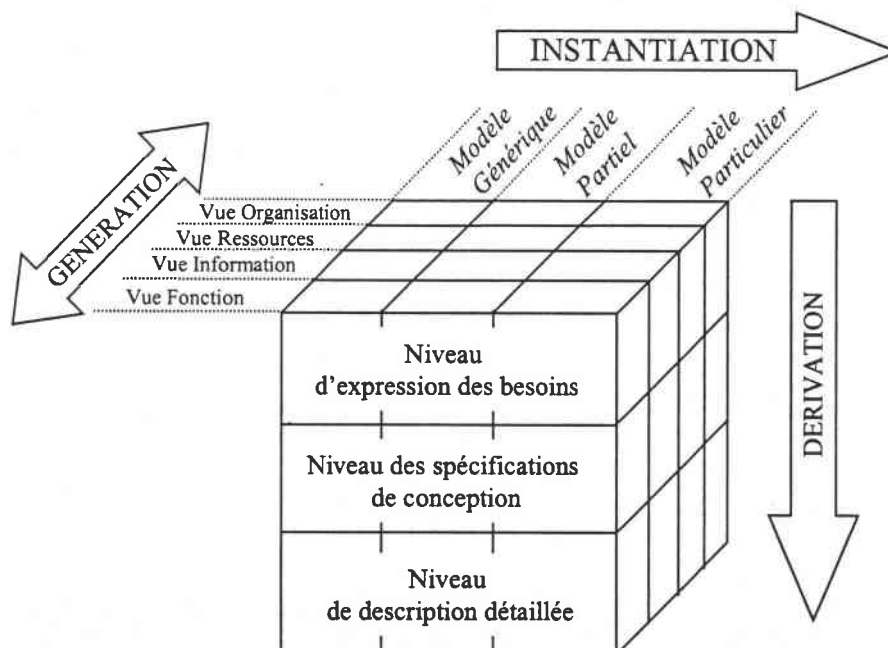 INSTANTIATION
Modèle
Générique
Modèle
Partiel
Modèle
Particulier
GENERATION
Vue Organisation
Vue Ressources
Vue Information
Vue Fonction
Niveau
d'expression des besoins
Niveau des spécifications
de conception
Niveau
de description détaillée
DERIVATION